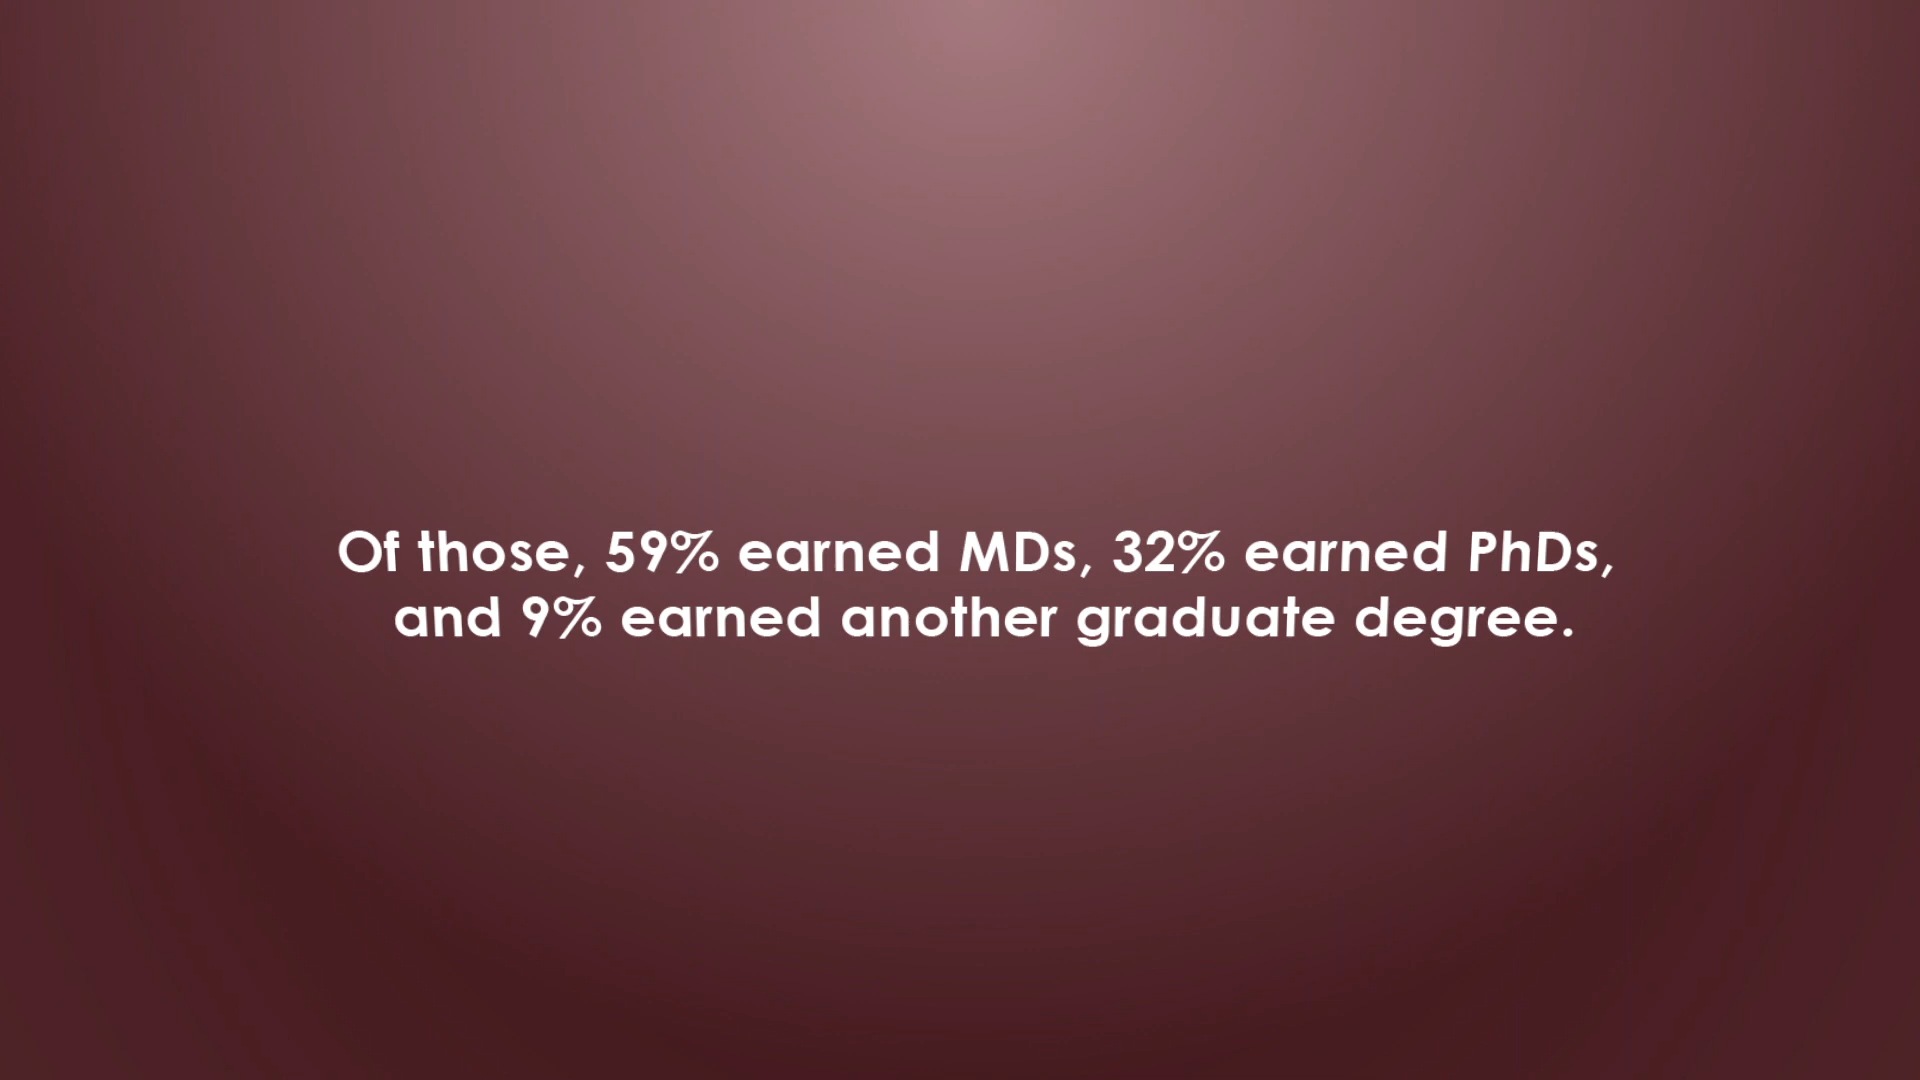 Of those, 59% earned MDs, 32% earned PhDs,
and 9% earned another graduate degree.